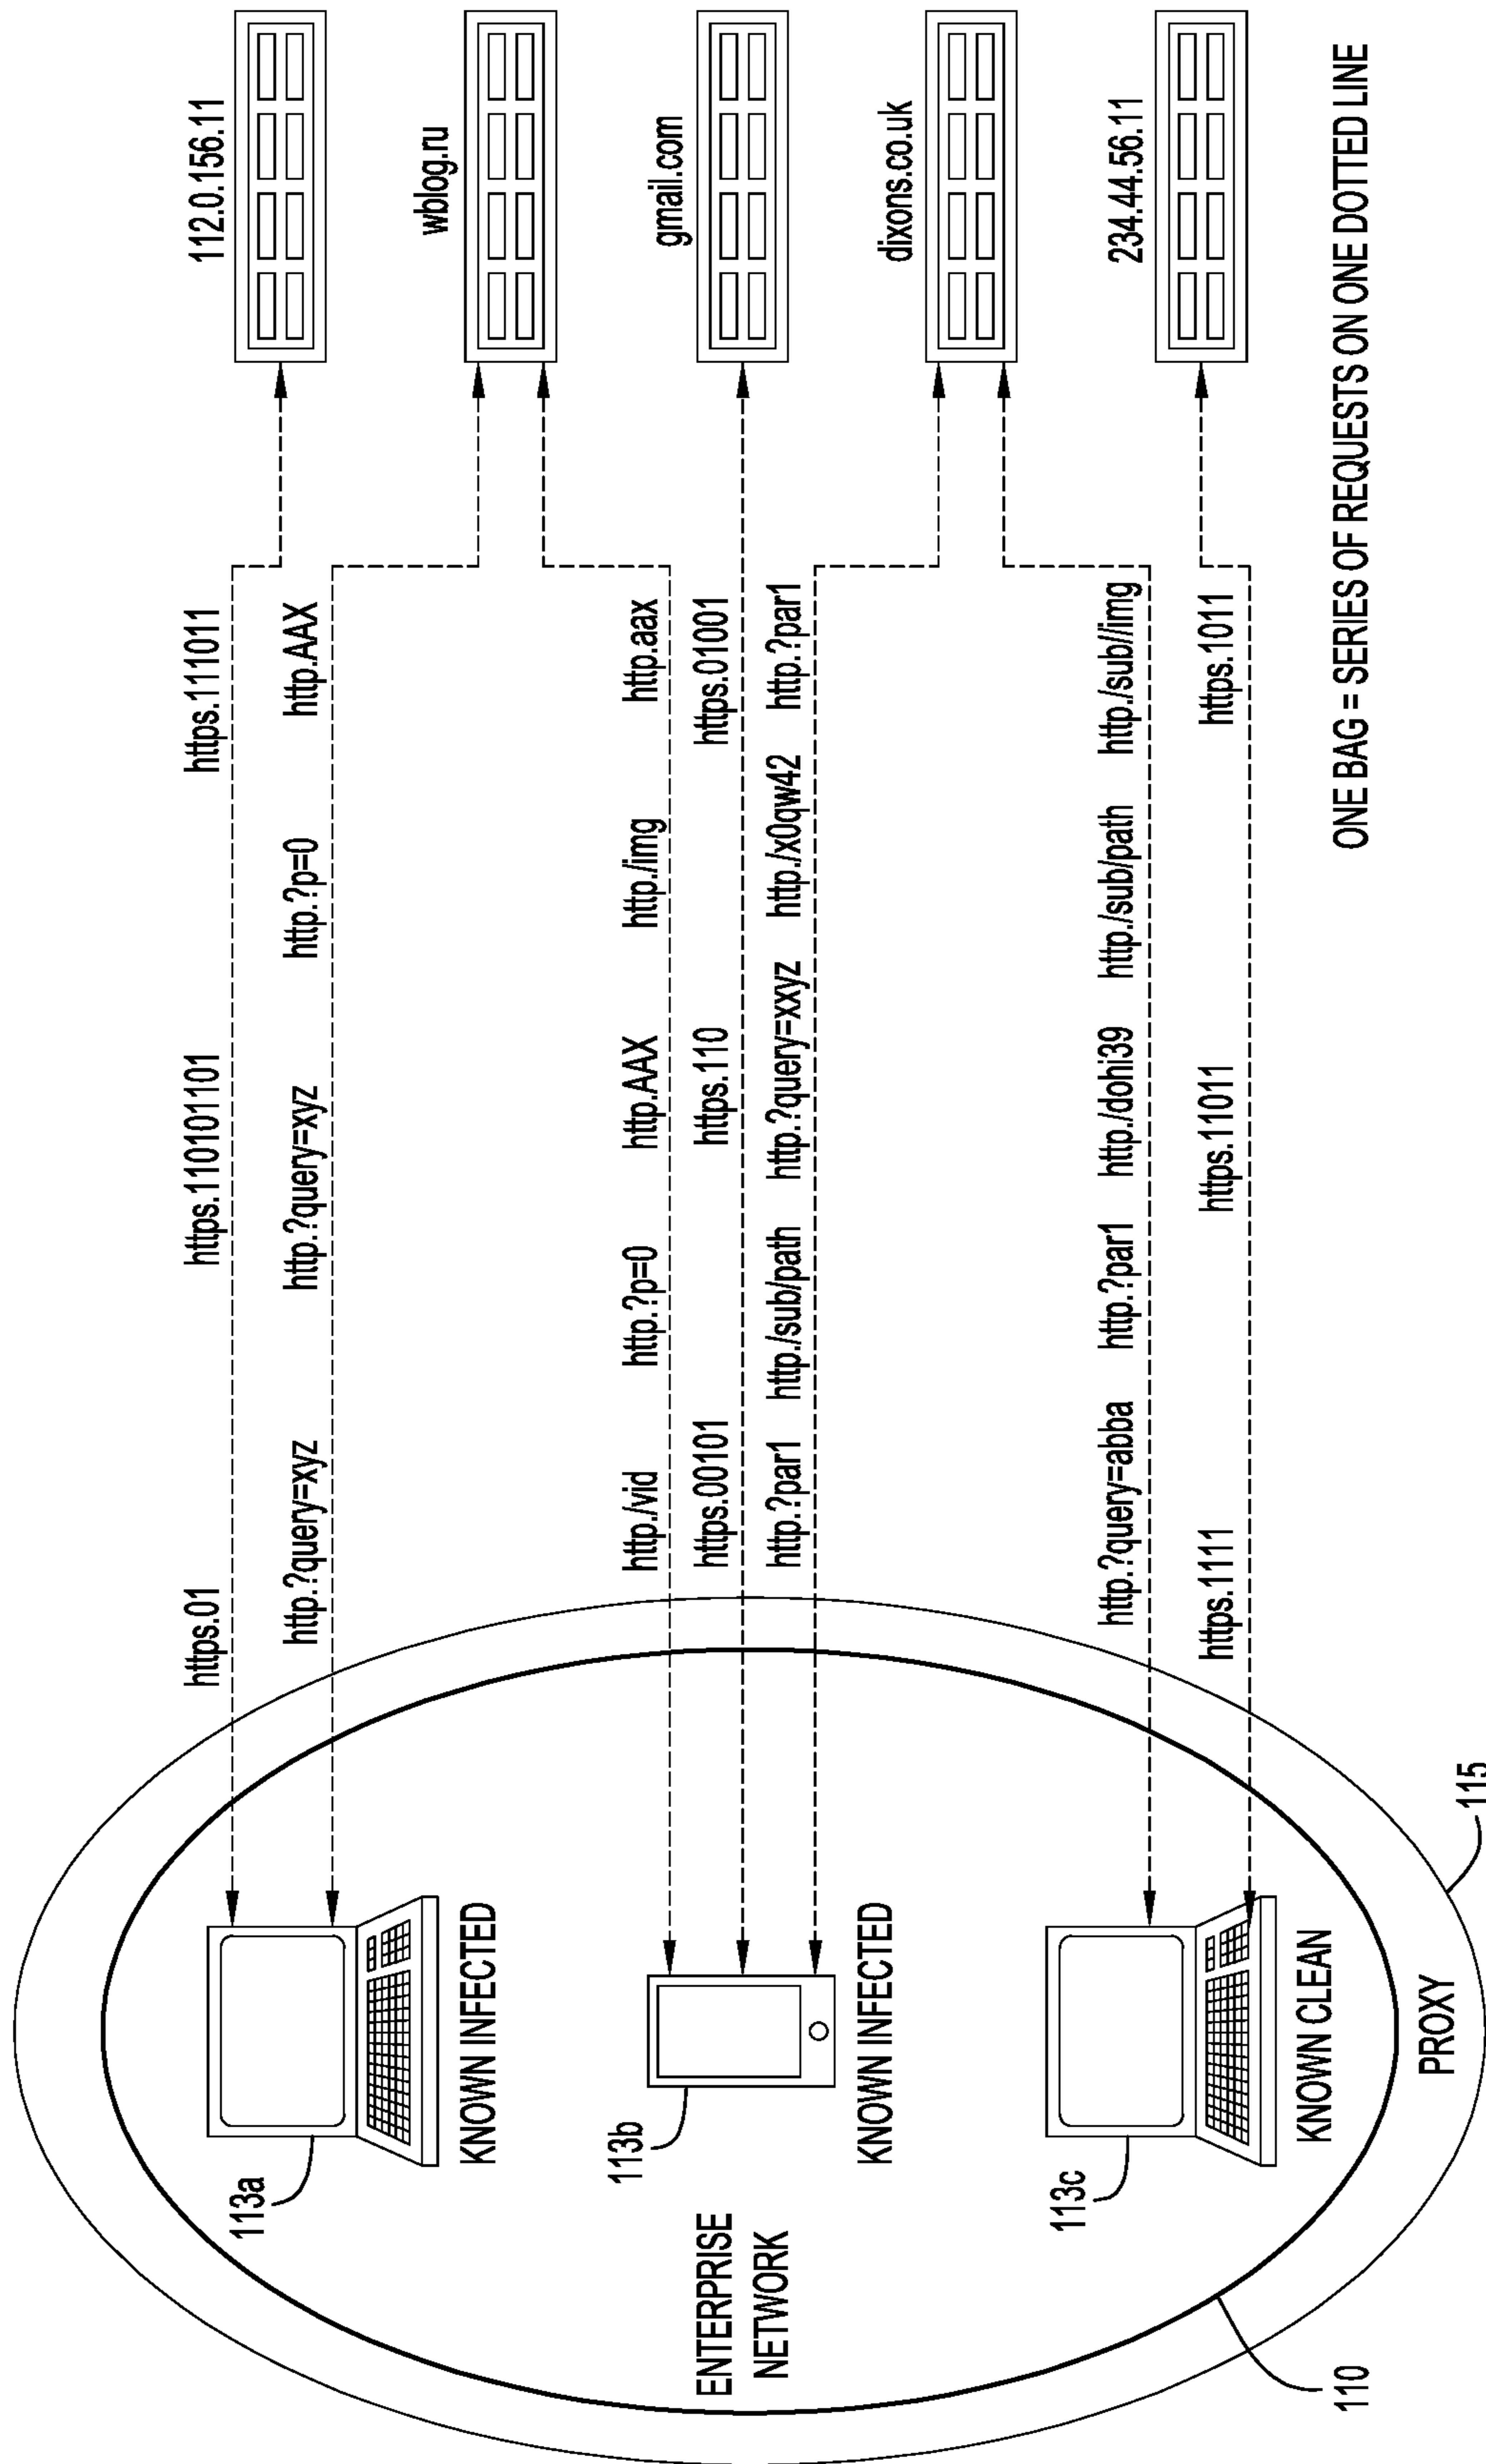 112.0.156.11
https.01 https.110101101 https.111011
http.?query=xyz http.?query=xyz http.?p=0 http.AAX
113a
KNOWN INFECTED
wblog.ru
http./vid http.?p=0 http.AAX http./img http.aax
113b
gmail.com
https.00101 https.110 https.01001
ENTERPRISE
NETWORK
http.?par1 http./sub/path http.?query=xxyz http./x0qw42 http.?par1
KNOWN INFECTED
dixons.co.uk
http.?query=abba http.?par1 http./dohi39 http./sub/path http./sub//img
113c
234.44.56.11
https.1111 https.11011 https.1011
KNOWN CLEAN
110
PROXY
115
ONE BAG = SERIES OF REQUESTS ON ONE DOTTED LINE